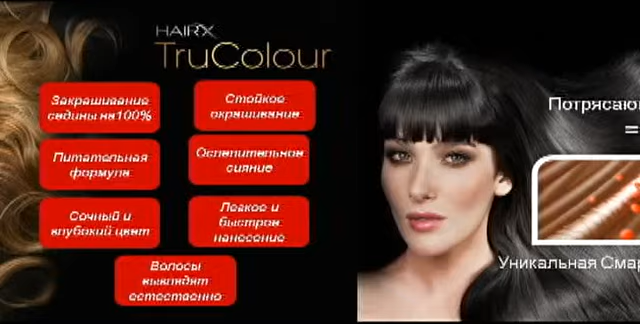 HAIRX
TruColour
Закрашивание
седины на 100%
Стойкое
окрашивание
Питательная
формула
Ослепительное
сияние
Сочный и
глубокий цвет
Легкое и
быстрое
нанесение
Волосы
выглядят
естественно
Потрясаю
=
Уникальная Смар